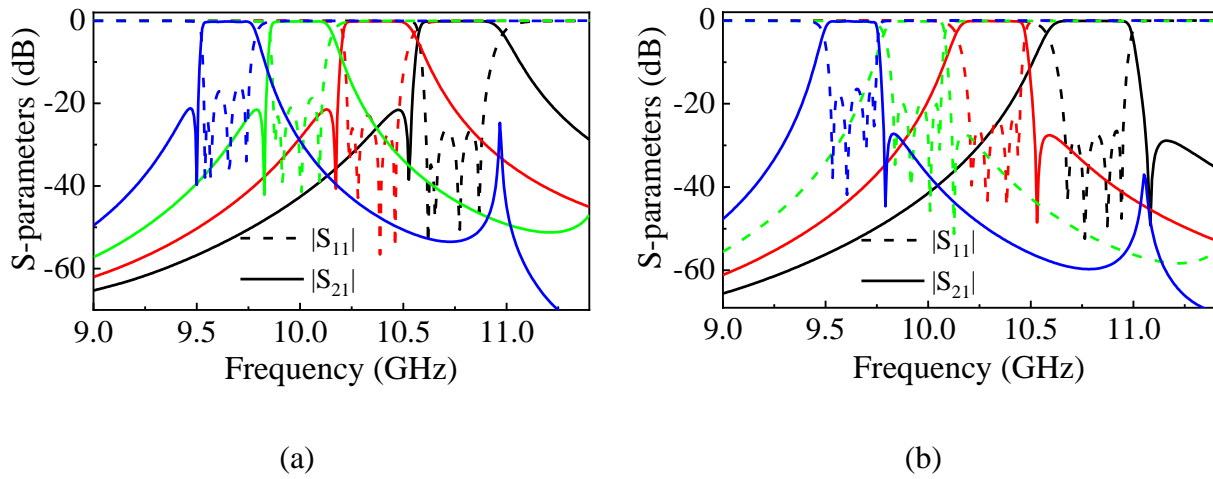 0
-20
-40
-60
S-parameters (dB)
|S11|
|S21|
9.0 9.5 10.0 10.5 11.0
Frequency (GHz)
(a)
0
-20
-40
-60
S-parameters (dB)
|S11|
|S21|
9.0 9.5 10.0 10.5 11.0
Frequency (GHz)
(b)